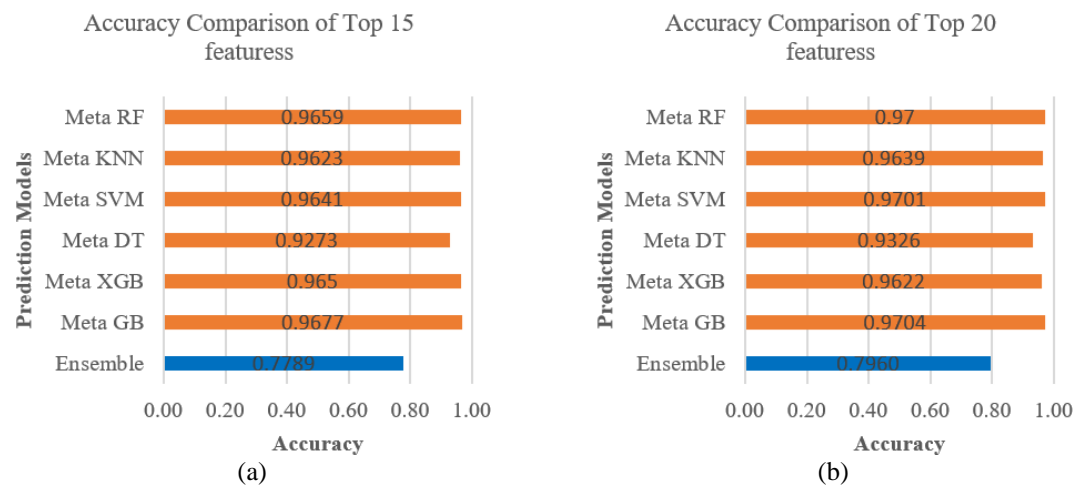 Accuracy Comparison of Top 15
featuress
Prediction Models
Meta RF
0.9659
Meta KNN
0.9623
Meta SVM
0.9641
Meta DT
0.9273
Meta XGB
0.965
Meta GB
0.9677
Ensemble
0.7789
0.00 0.20 0.40 0.60 0.80 1.00
Accuracy
(a)
Accuracy Comparison of Top 20
featuress
Prediction Models
Meta RF
0.97
Meta KNN
0.9639
Meta SVM
0.9701
Meta DT
0.9326
Meta XGB
0.9622
Meta GB
0.9704
Ensemble
0.7960
0.00 0.20 0.40 0.60 0.80 1.00
Accuracy
(b)